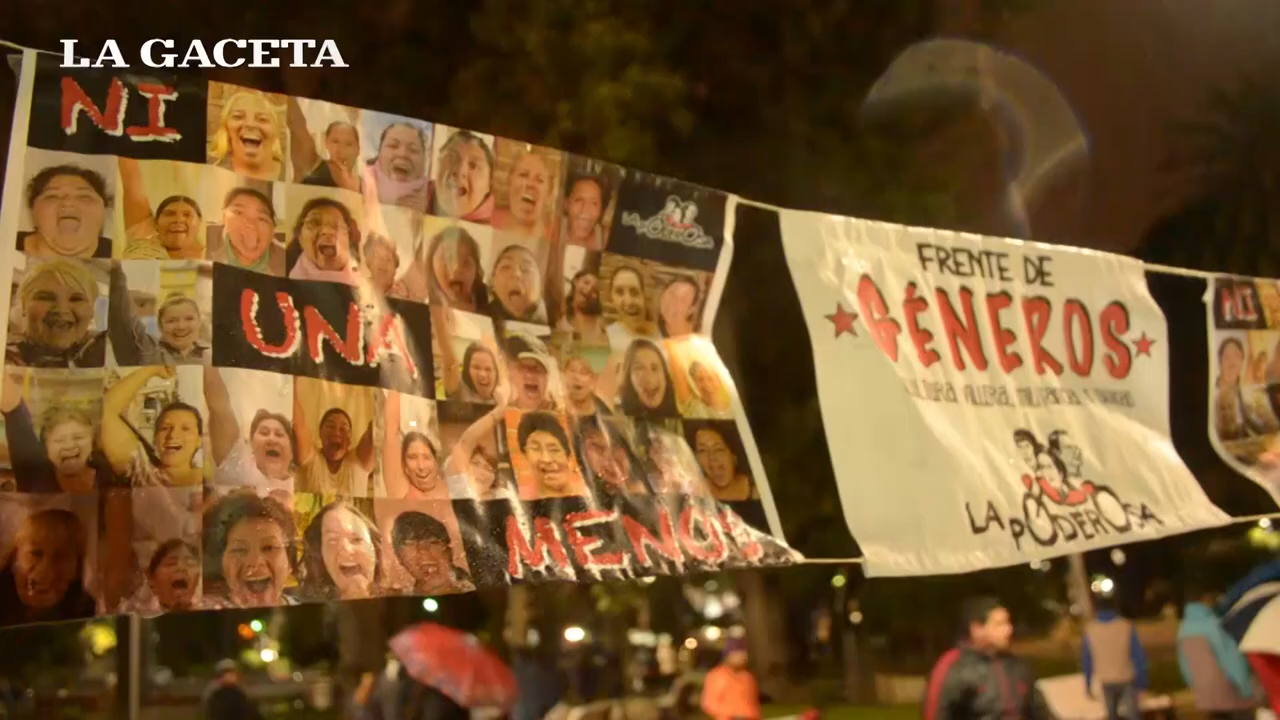 LA GACETA
NI
LA PODEROSA
UNA
MENOS
FRENTE DE
GÉNEROS
LA PODEROSA
NI